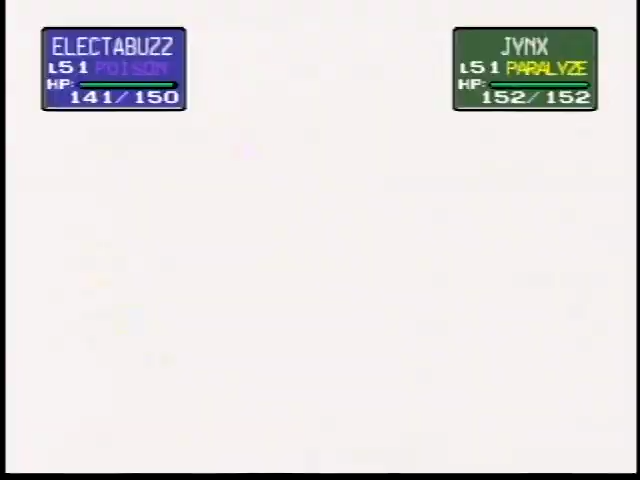 ELECTABUZZ
L51 POISON
HP:
141/150
JYNX
L51 PARALYZE
HP:
152/152